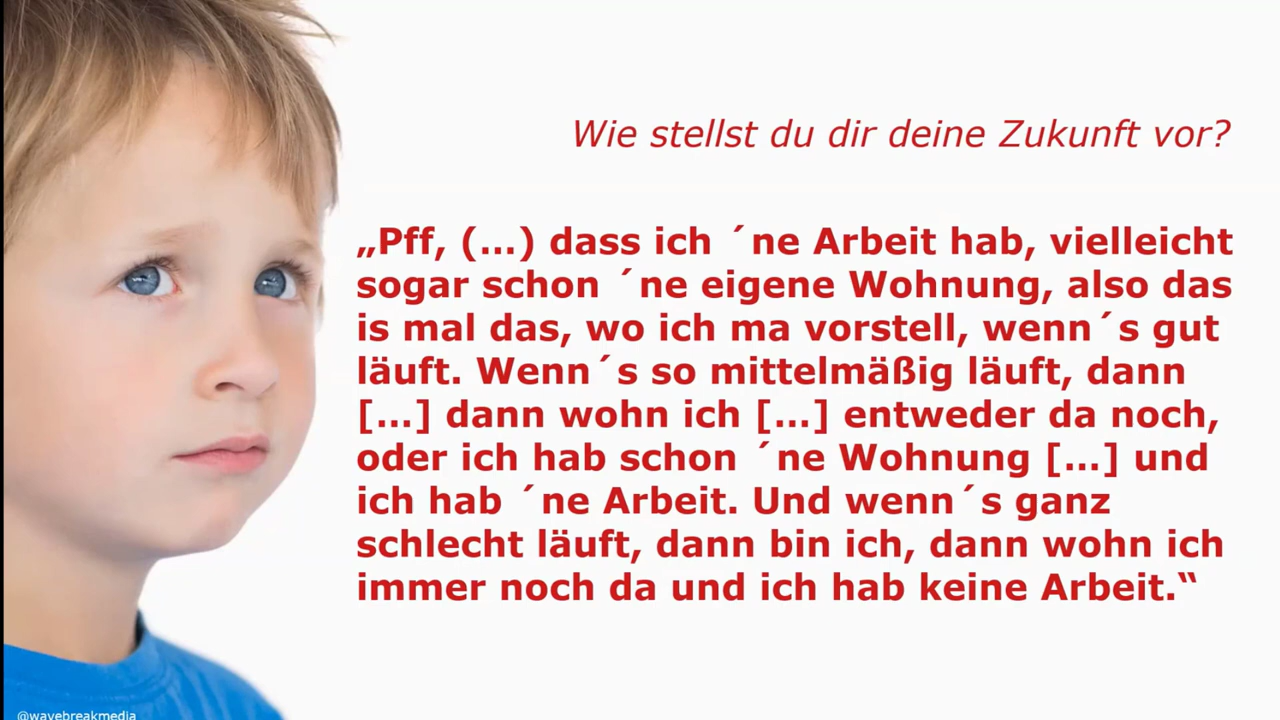 Wie stellst du dir deine Zukunft vor?
„Pff, (...) dass ich ´ne Arbeit hab, vielleicht
sogar schon ´ne eigene Wohnung, also das
is mal das, wo ich ma vorstell, wenn´s gut
läuft. Wenn´s so mittelmäßig läuft, dann
[...] dann wohn ich [...] entweder da noch,
oder ich hab schon ´ne Wohnung [...] und
ich hab ´ne Arbeit. Und wenn´s ganz
schlecht läuft, dann bin ich, dann wohn ich
immer noch da und ich hab keine Arbeit.“
@wavebreakmedia